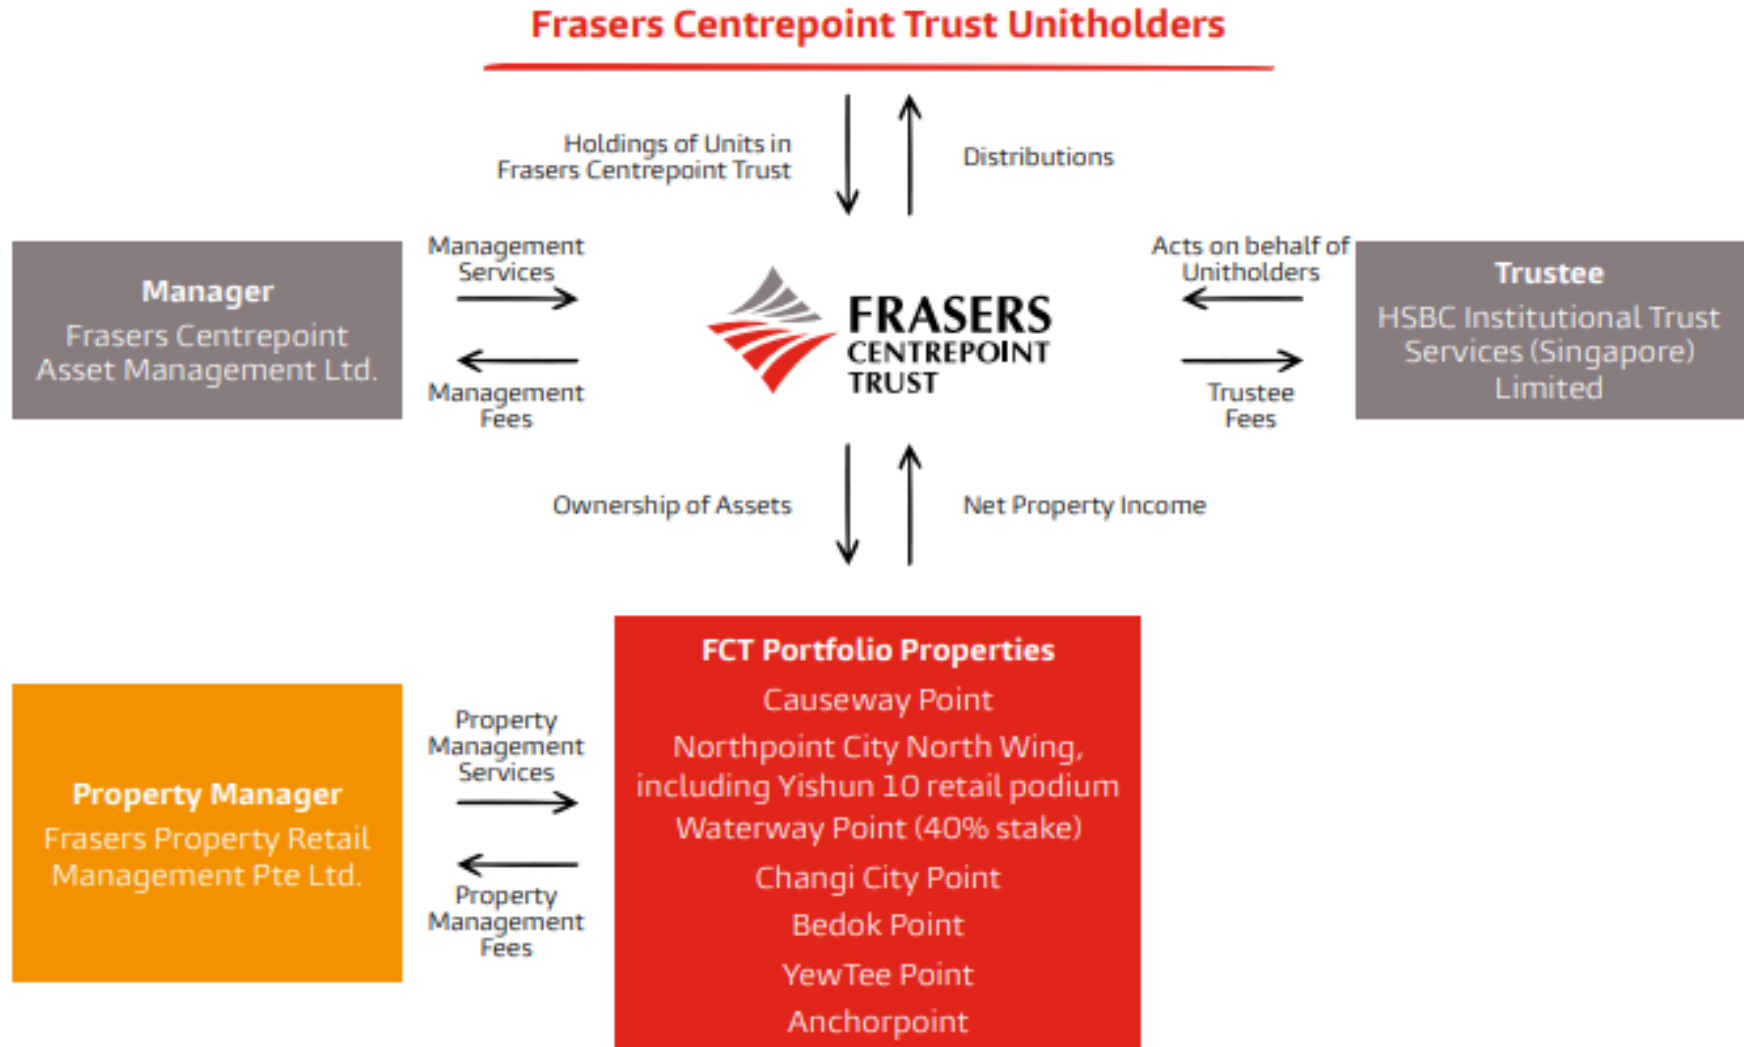 Frasers Centrepoint Trust Unitholders
Holdings of Units in
Frasers Centrepoint Trust
Distributions
Manager
Frasers Centrepoint
Asset Management Ltd.
Management
Services
Management
Fees
FRASERS
CENTREPOINT
TRUST
Acts on behalf of
Unitholders
Trustee
Fees
Trustee
HSBC Institutional Trust
Services (Singapore)
Limited
Ownership of Assets
Net Property Income
Property Manager
Frasers Property Retail
Management Pte Ltd.
Property
Management
Services
Property
Management
Fees
FCT Portfolio Properties
Causeway Point
Northpoint City North Wing,
including Yishun 10 retail podium
Waterway Point (40% stake)
Changi City Point
Bedok Point
YewTee Point
Anchorpoint